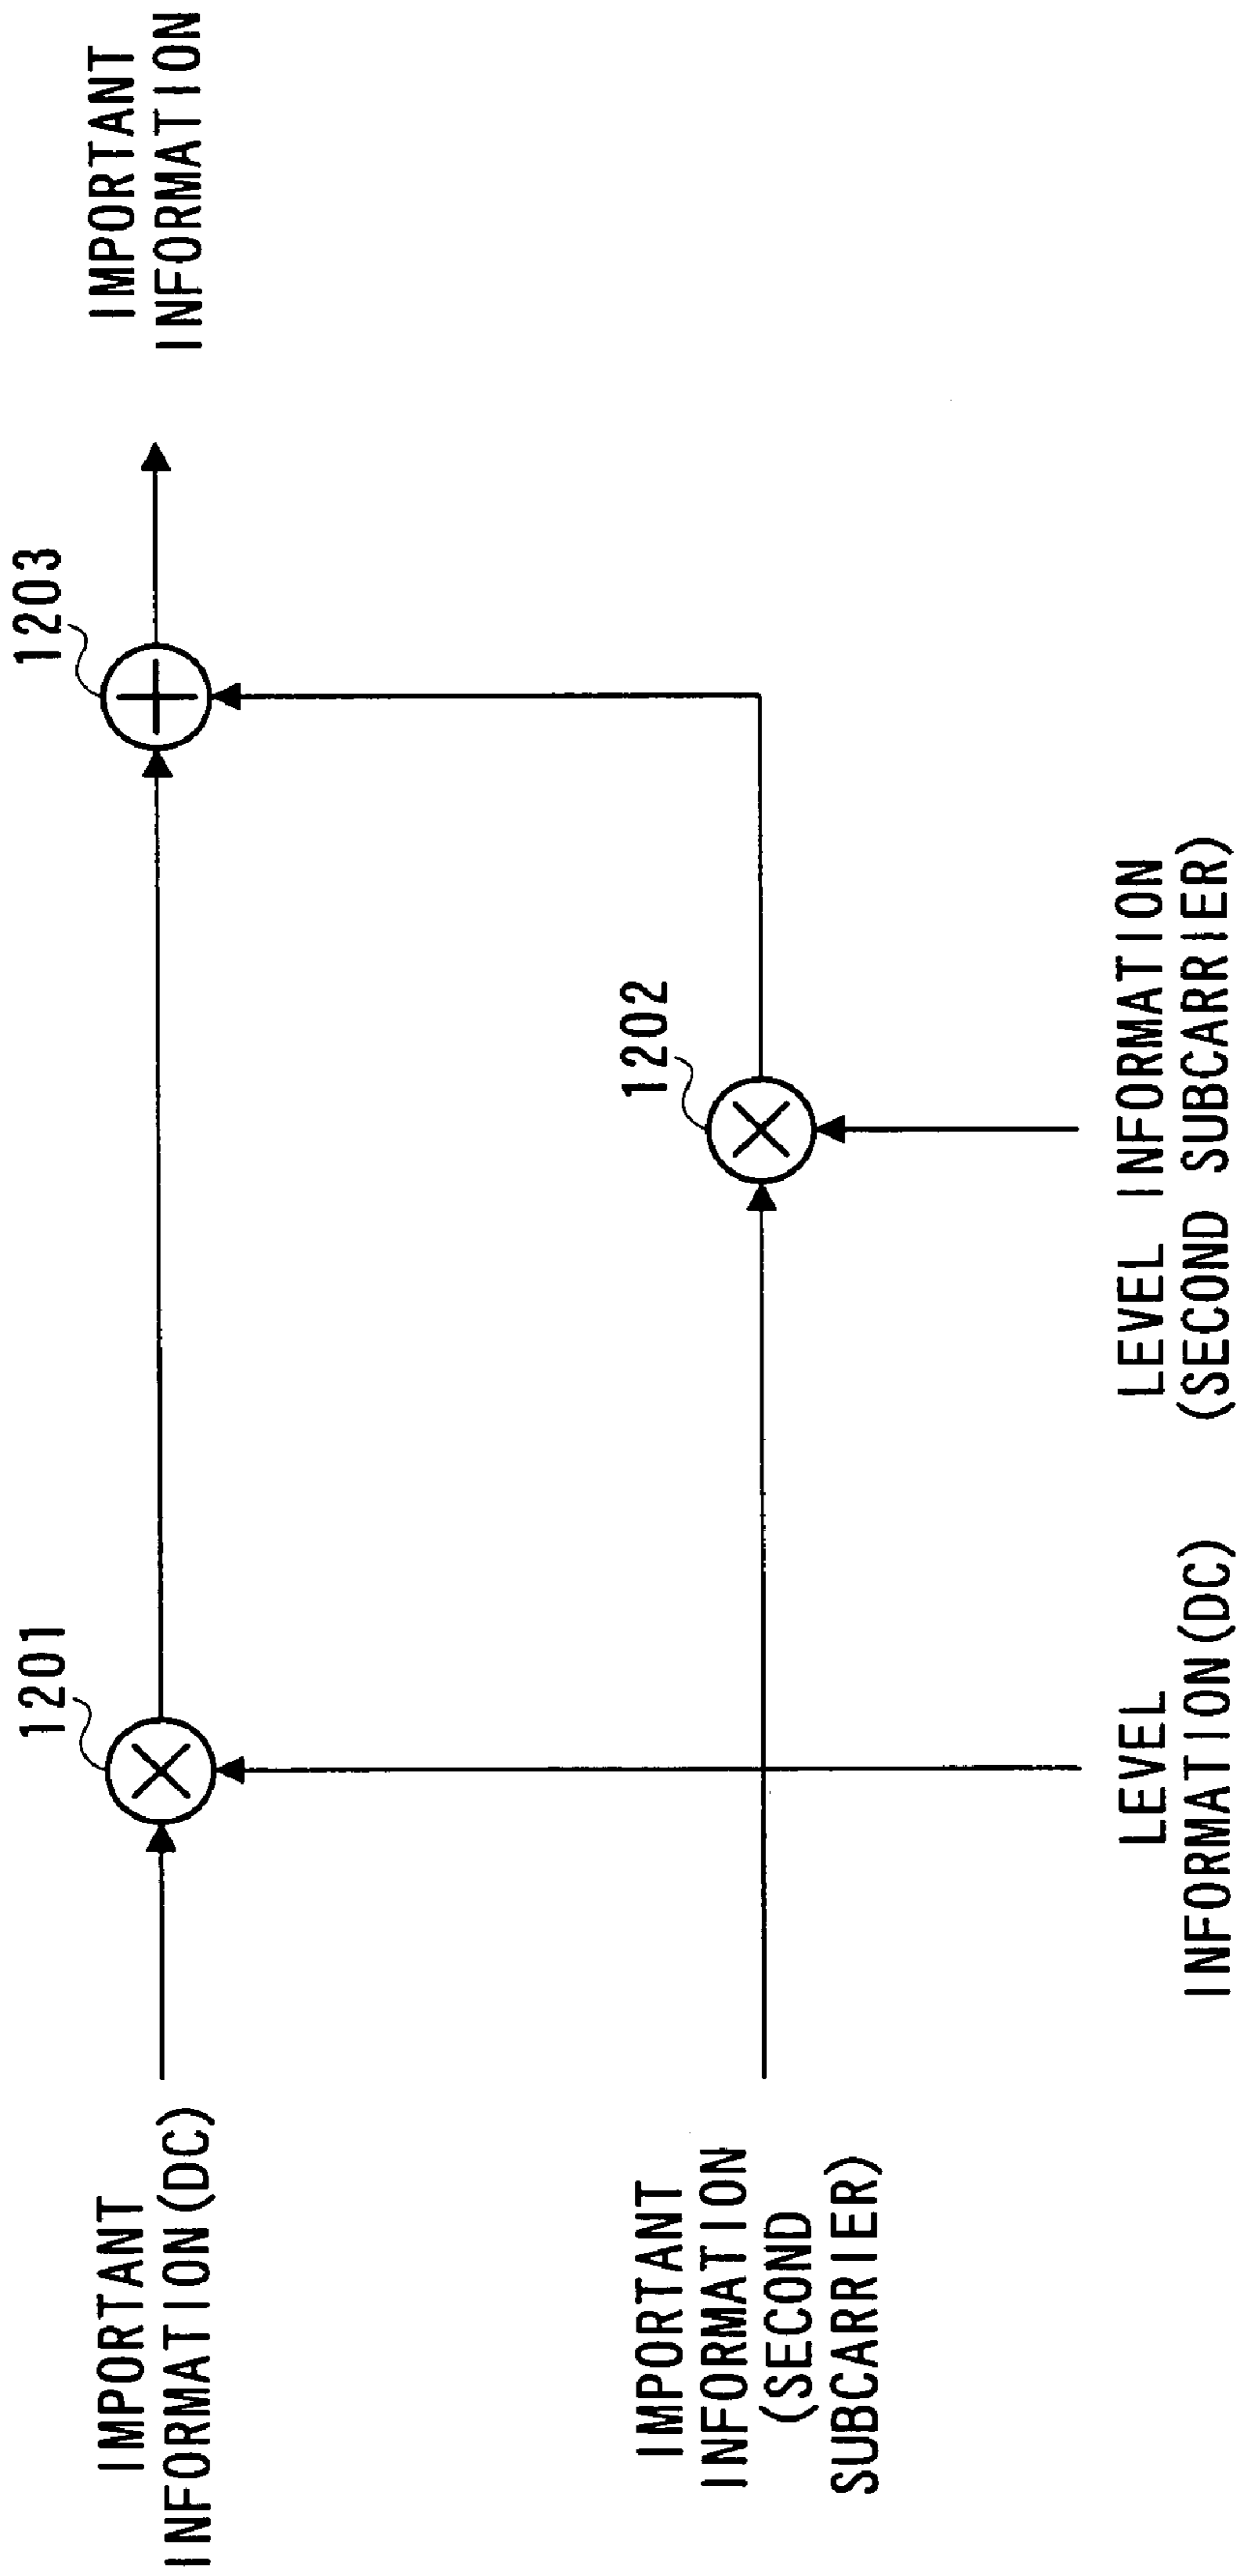 IMPORTANT
INFORMATION(DC)
1201
1203
IMPORTANT
INFORMATION
IMPORTANT
INFORMATION
(SECOND
SUBCARRIER)
1202
LEVEL
INFORMATION(DC)
LEVEL INFORMATION
(SECOND SUBCARRIER)